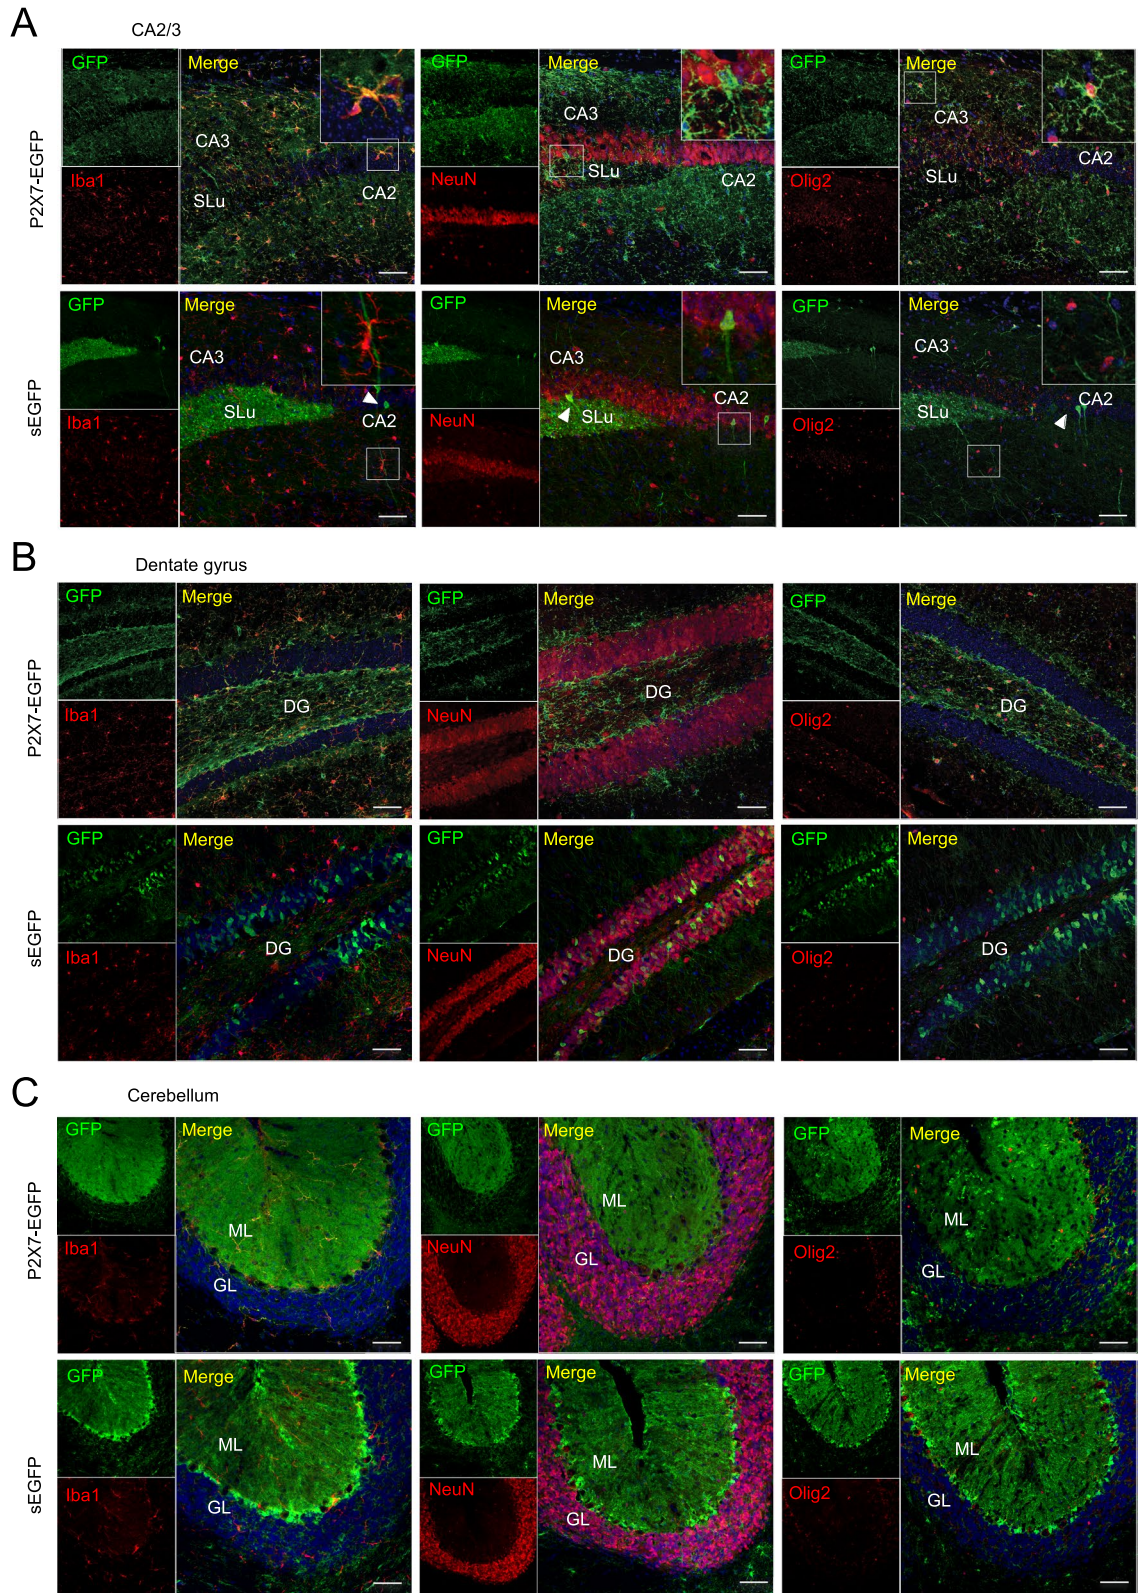 A
CA2/3
P2X7-EGFP
GFP
Merge
CA3
SLu
CA2
Iba1
GFP
Merge
CA3
SLu
CA2
NeuN
GFP
Merge
CA3
SLu
CA2
Olig2
sEGFP
GFP
Merge
CA3
SLu
CA2
Iba1
GFP
Merge
CA3
SLu
CA2
NeuN
GFP
Merge
CA3
SLu
CA2
Olig2
B
Dentate gyrus
P2X7-EGFP
GFP
Merge
DG
Iba1
GFP
Merge
DG
NeuN
GFP
Merge
DG
Olig2
sEGFP
GFP
Merge
DG
Iba1
GFP
Merge
DG
NeuN
GFP
Merge
DG
Olig2
C
Cerebellum
P2X7-EGFP
GFP
Merge
ML
GL
Iba1
GFP
Merge
ML
GL
NeuN
GFP
Merge
ML
GL
Olig2
sEGFP
GFP
Merge
ML
GL
Iba1
GFP
Merge
ML
GL
NeuN
GFP
Merge
ML
GL
Olig2